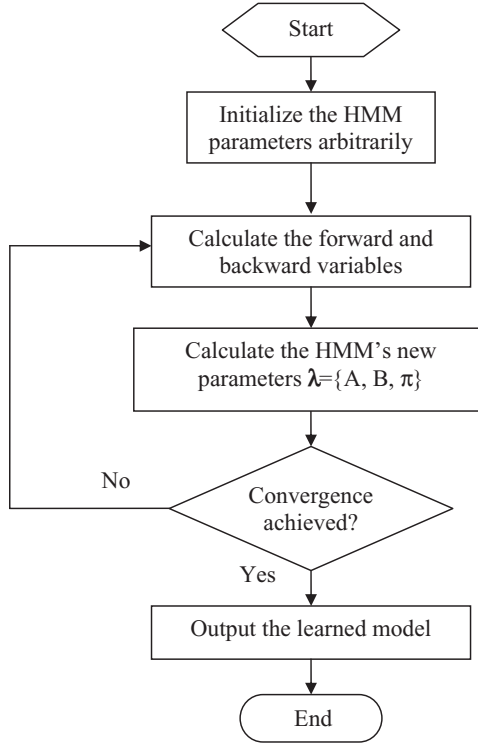 Start
Initialize the HMM
parameters arbitrarily
Calculate the forward and
backward variables
Calculate the HMM’s new
parameters λ={A, B, π}
No
Convergence
achieved?
Yes
Output the learned model
End